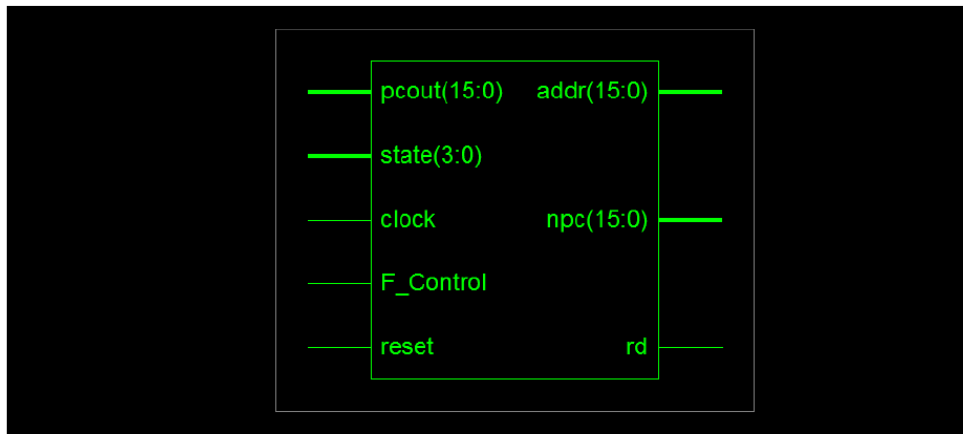 pcout(15:0) addr(15:0)
state(3:0)
clock npc(15:0)
F_Control
reset rd